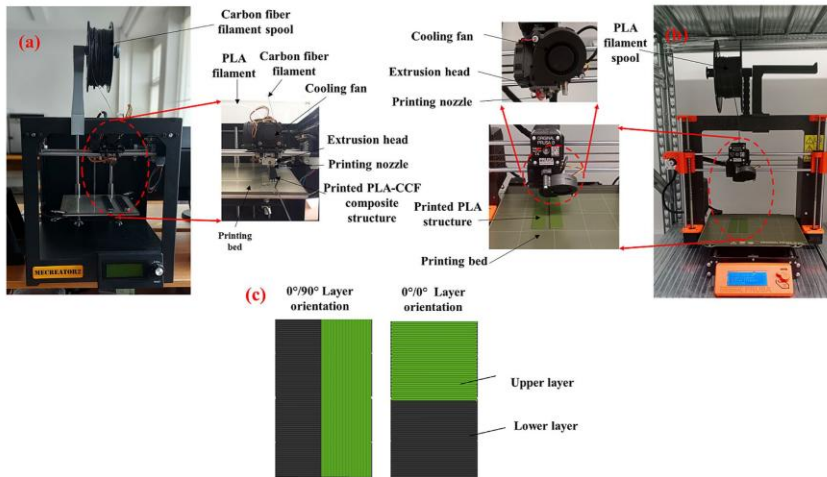 (a)
Carbon fiber
filament spool
PLA
filament
Carbon fiber
filament
Cooling fan
Extrusion head
Printing nozzle
Printed PLA-CCF
composite
structure
Printing
bed
MECREATOR2
Cooling fan
Extrusion head
Printing nozzle
ORIGINAL
PRUSA
Printed PLA
structure
Printing bed
(b)
PLA
filament
spool
(c)
0°/90° Layer
orientation
0°/0° Layer
orientation
Upper layer
Lower layer